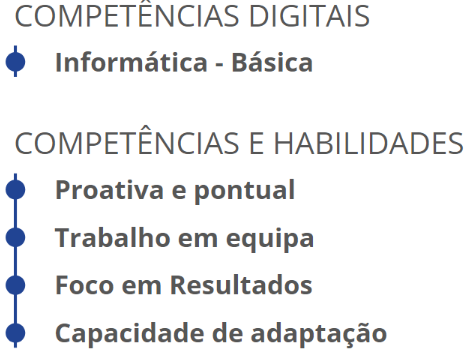 COMPETÊNCIAS DIGITAIS
Informática - Básica
COMPETÊNCIAS E HABILIDADES
Proativa e pontual
Trabalho em equipa
Foco em Resultados
Capacidade de adaptação